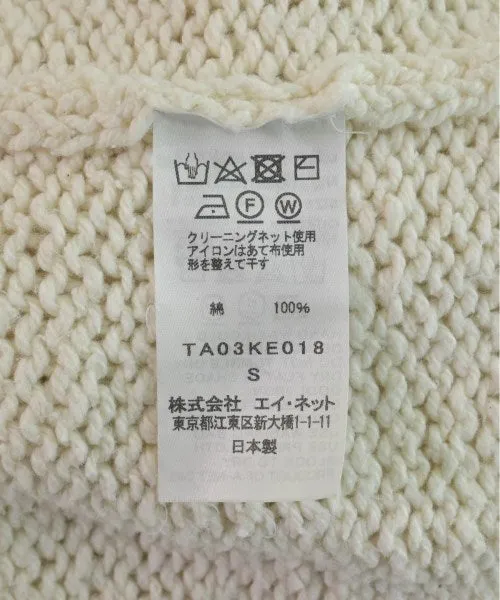 F W
クリーニングネット使用
アイロンはあて布使用
形を整えて干す
綿 100%
TA03KE018
S
株式会社 エイ・ネット
東京都江東区新大橋1-1-11
日本製